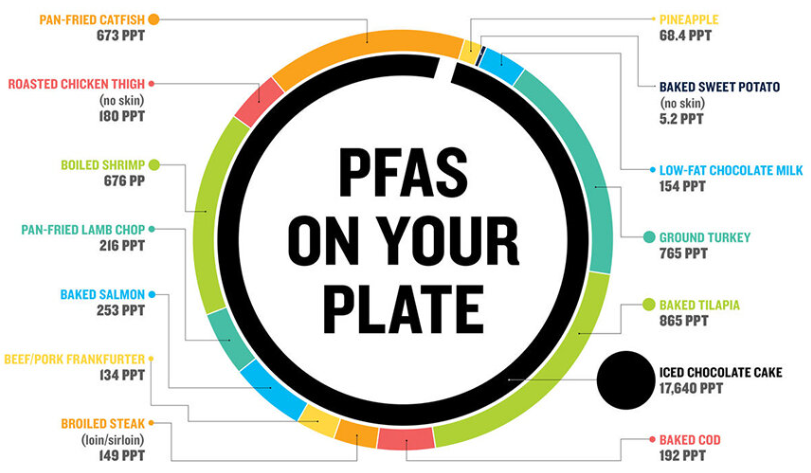 PAN-FRIED CATFISH
673 PPT
ROASTED CHICKEN THIGH
(no skin)
180 PPT
BOILED SHRIMP
676 PP
PAN-FRIED LAMB CHOP
216 PPT
BAKED SALMON
253 PPT
BEEF/PORK FRANKFURTER
134 PPT
BROILED STEAK
(loin/sirloin)
149 PPT
PFAS
ON YOUR
PLATE
PINEAPPLE
68.4 PPT
BAKED SWEET POTATO
(no skin)
5.2 PPT
LOW-FAT CHOCOLATE MILK
154 PPT
GROUND TURKEY
765 PPT
BAKED TILAPIA
865 PPT
ICED CHOCOLATE CAKE
17,640 PPT
BAKED COD
192 PPT